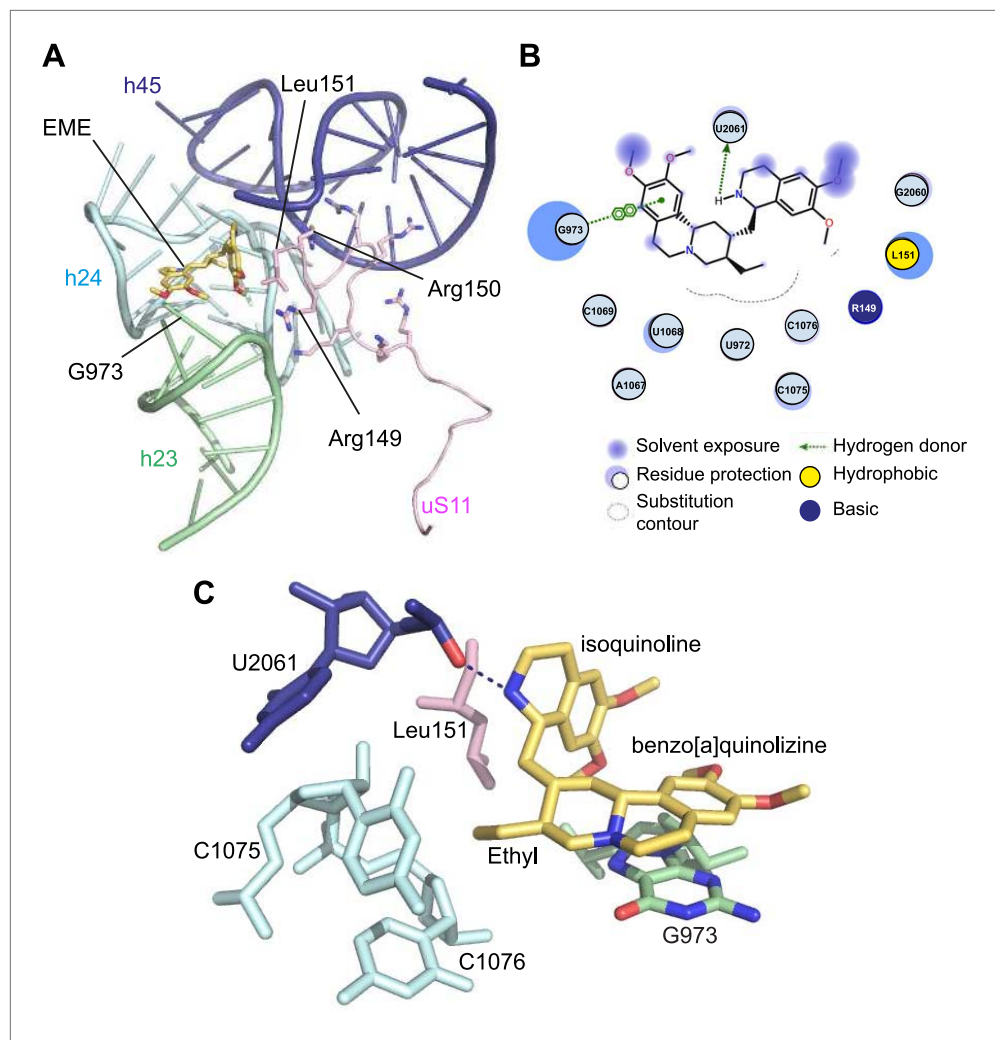 A
h45
Leu151
EME
h24
Arg150
G973
Arg149
h23
uS11
B
U2061
O
O
H
N
N
O
O
G2060
G973
L151
R149
C1069
U1068
U972
C1076
A1067
C1075
Solvent exposure
Hydrogen donor
Residue protection
Hydrophobic
Substitution
contour
Basic
C
U2061
isoquinoline
Leu151
benzo[a]quinolizine
C1075
Ethyl
G973
C1076